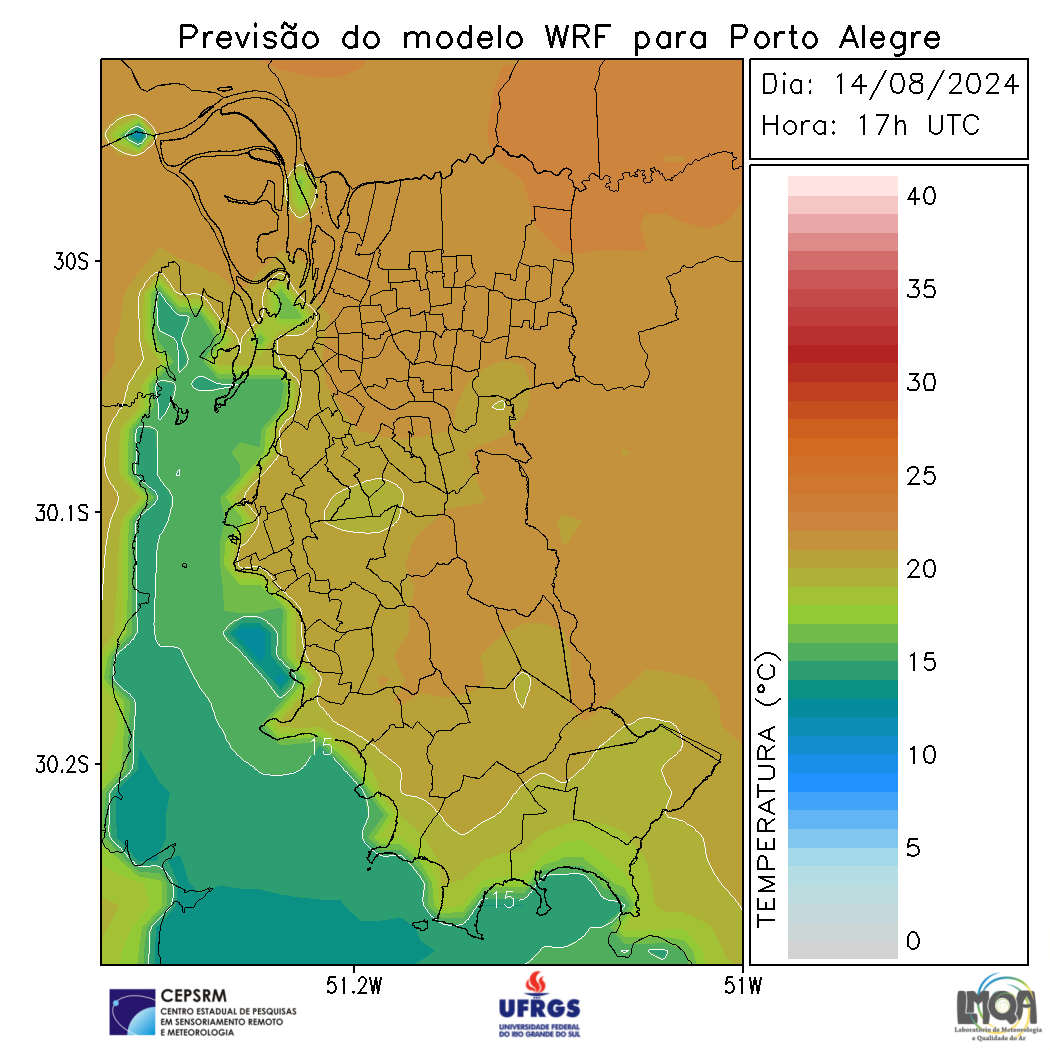 Previsão do modelo WRF para Porto Alegre
Dia: 14/08/2024
Hora: 17h UTC
40
35
30
25
20
15
10
5
0
TEMPERATURA (°C)
30S
30.1S
30.2S
15
15
51.2W
51W
CEPSRM
CENTRO ESTADUAL DE PESQUISAS
EM SENSORIAMENTO REMOTO
E METEOROLOGIA
UFRGS
UNIVERSIDADE FEDERAL
DO RIO GRANDE DO SUL
LMQA
Laboratório de Meteorologia
e Qualidade do Ar